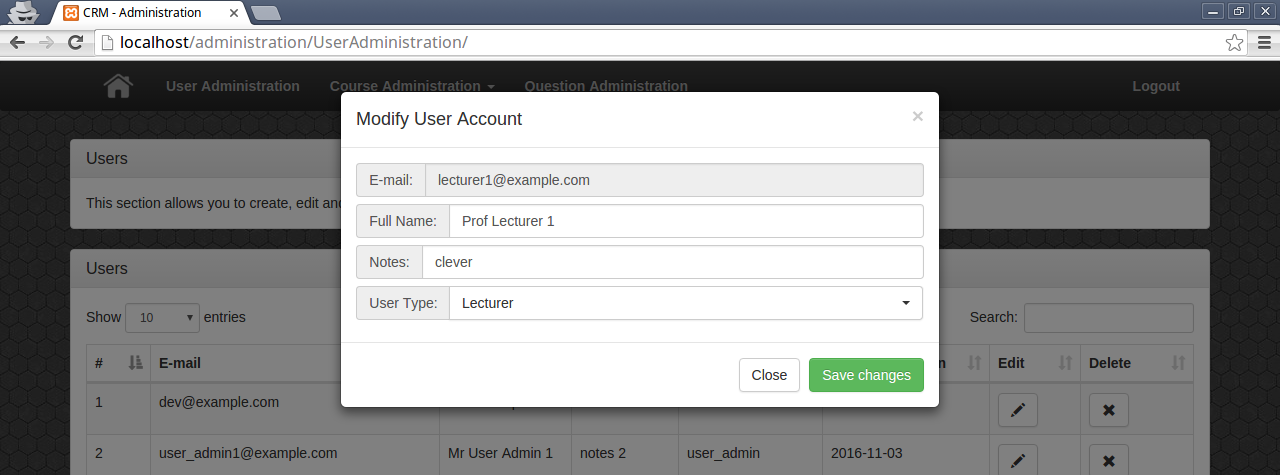 CRM - Administration
localhost/administration/UserAdministration/
User Administration Course Administration Question Administration Logout
Modify User Account ×
Users
E-mail: lecturer1@example.com
This section allows you to create, edit and
Full Name: Prof Lecturer 1
Notes: clever
Users
User Type: Lecturer
Show 10 entries Search:
Close Save changes
# E-mail Edit Delete
1 dev@example.com
2 user_admin1@example.com Mr User Admin 1 notes 2 user_admin 2016-11-03